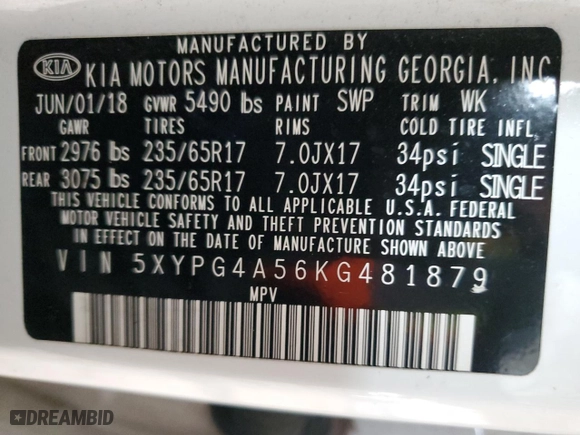 MANUFACTURED BY
KIA KIA MOTORS MANUFACTURING GEORGIA, INC
JUN/01/18 GVWR 5490 lbs PAINT SWP TRIM WK
GAWR TIRES RIMS COLD TIRE INFL
FRONT 2976 lbs 235/65R17 7.0JX17 34psi SINGLE
REAR 3075 lbs 235/65R17 7.0JX17 34psi SINGLE
THIS VEHICLE CONFORMS TO ALL APPLICABLE U.S.A. FEDERAL
MOTOR VEHICLE SAFETY AND THEFT PREVENTION STANDARDS
IN EFFECT ON THE DATE OF MANUFACTURE SHOWN ABOVE.
VIN 5XYPG4A56KG481879
MPV
DREAMBID